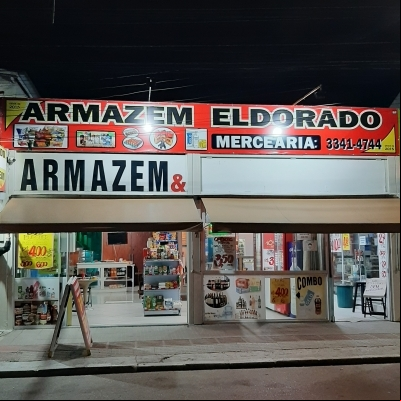 ARMAZEM ELDORADO
MERCEARIA: 3341-4744
ARMAZEM &
COMBO